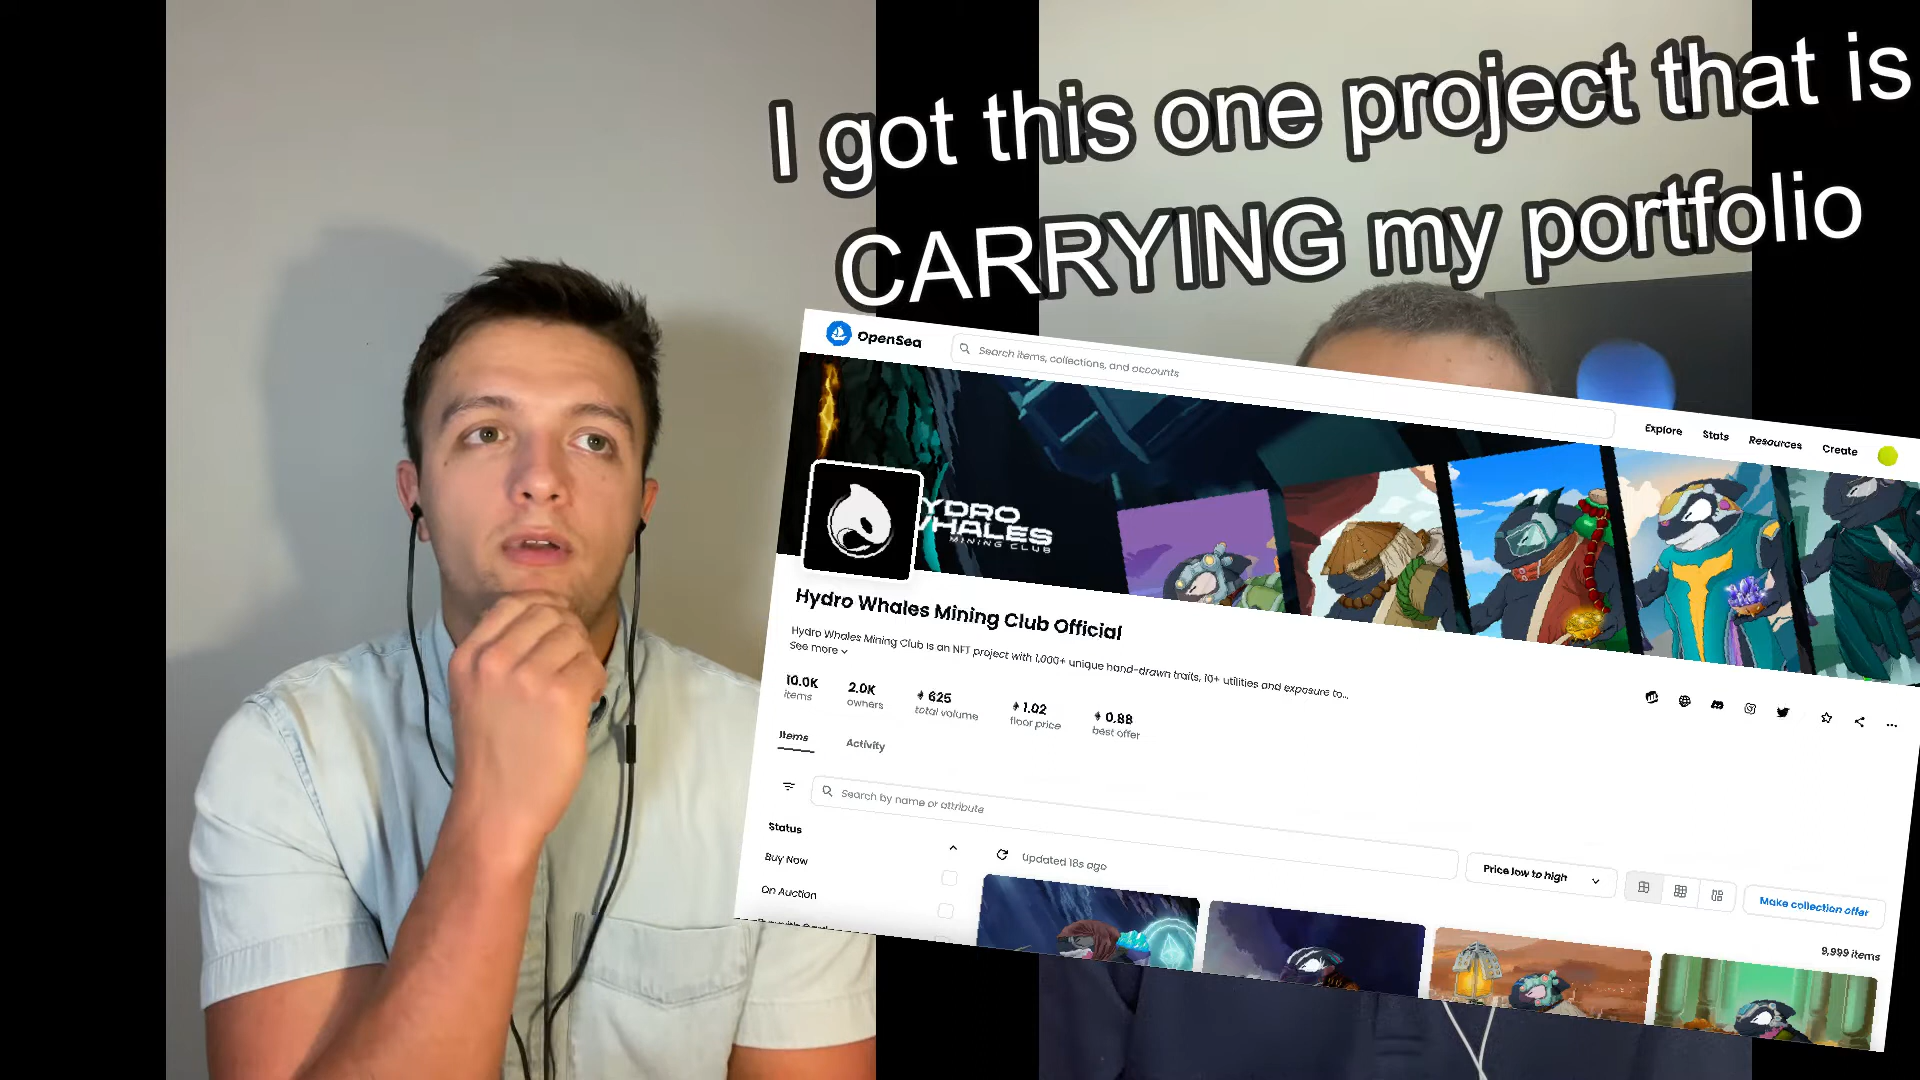 I got this one project that is
CARRYING my portfolio
OpenSea
Search items, collections, and accounts
Explore
Stats
Resources
Create
YDRO
WHALES
MINING CLUB
Hydro Whales Mining Club Official
Hydro Whales Mining Club is an NFT project with 1,000+ unique hand-drawn traits, 10+ utilities and exposure to...
See more
10.0K
items
2.0K
owners
625
total volume
1.02
floor price
0.88
best offer
Items
Activity
Search by name or attribute
Status
Updated 18s ago
Price low to high
Make collection offer
Buy Now
On Auction
9,999 items